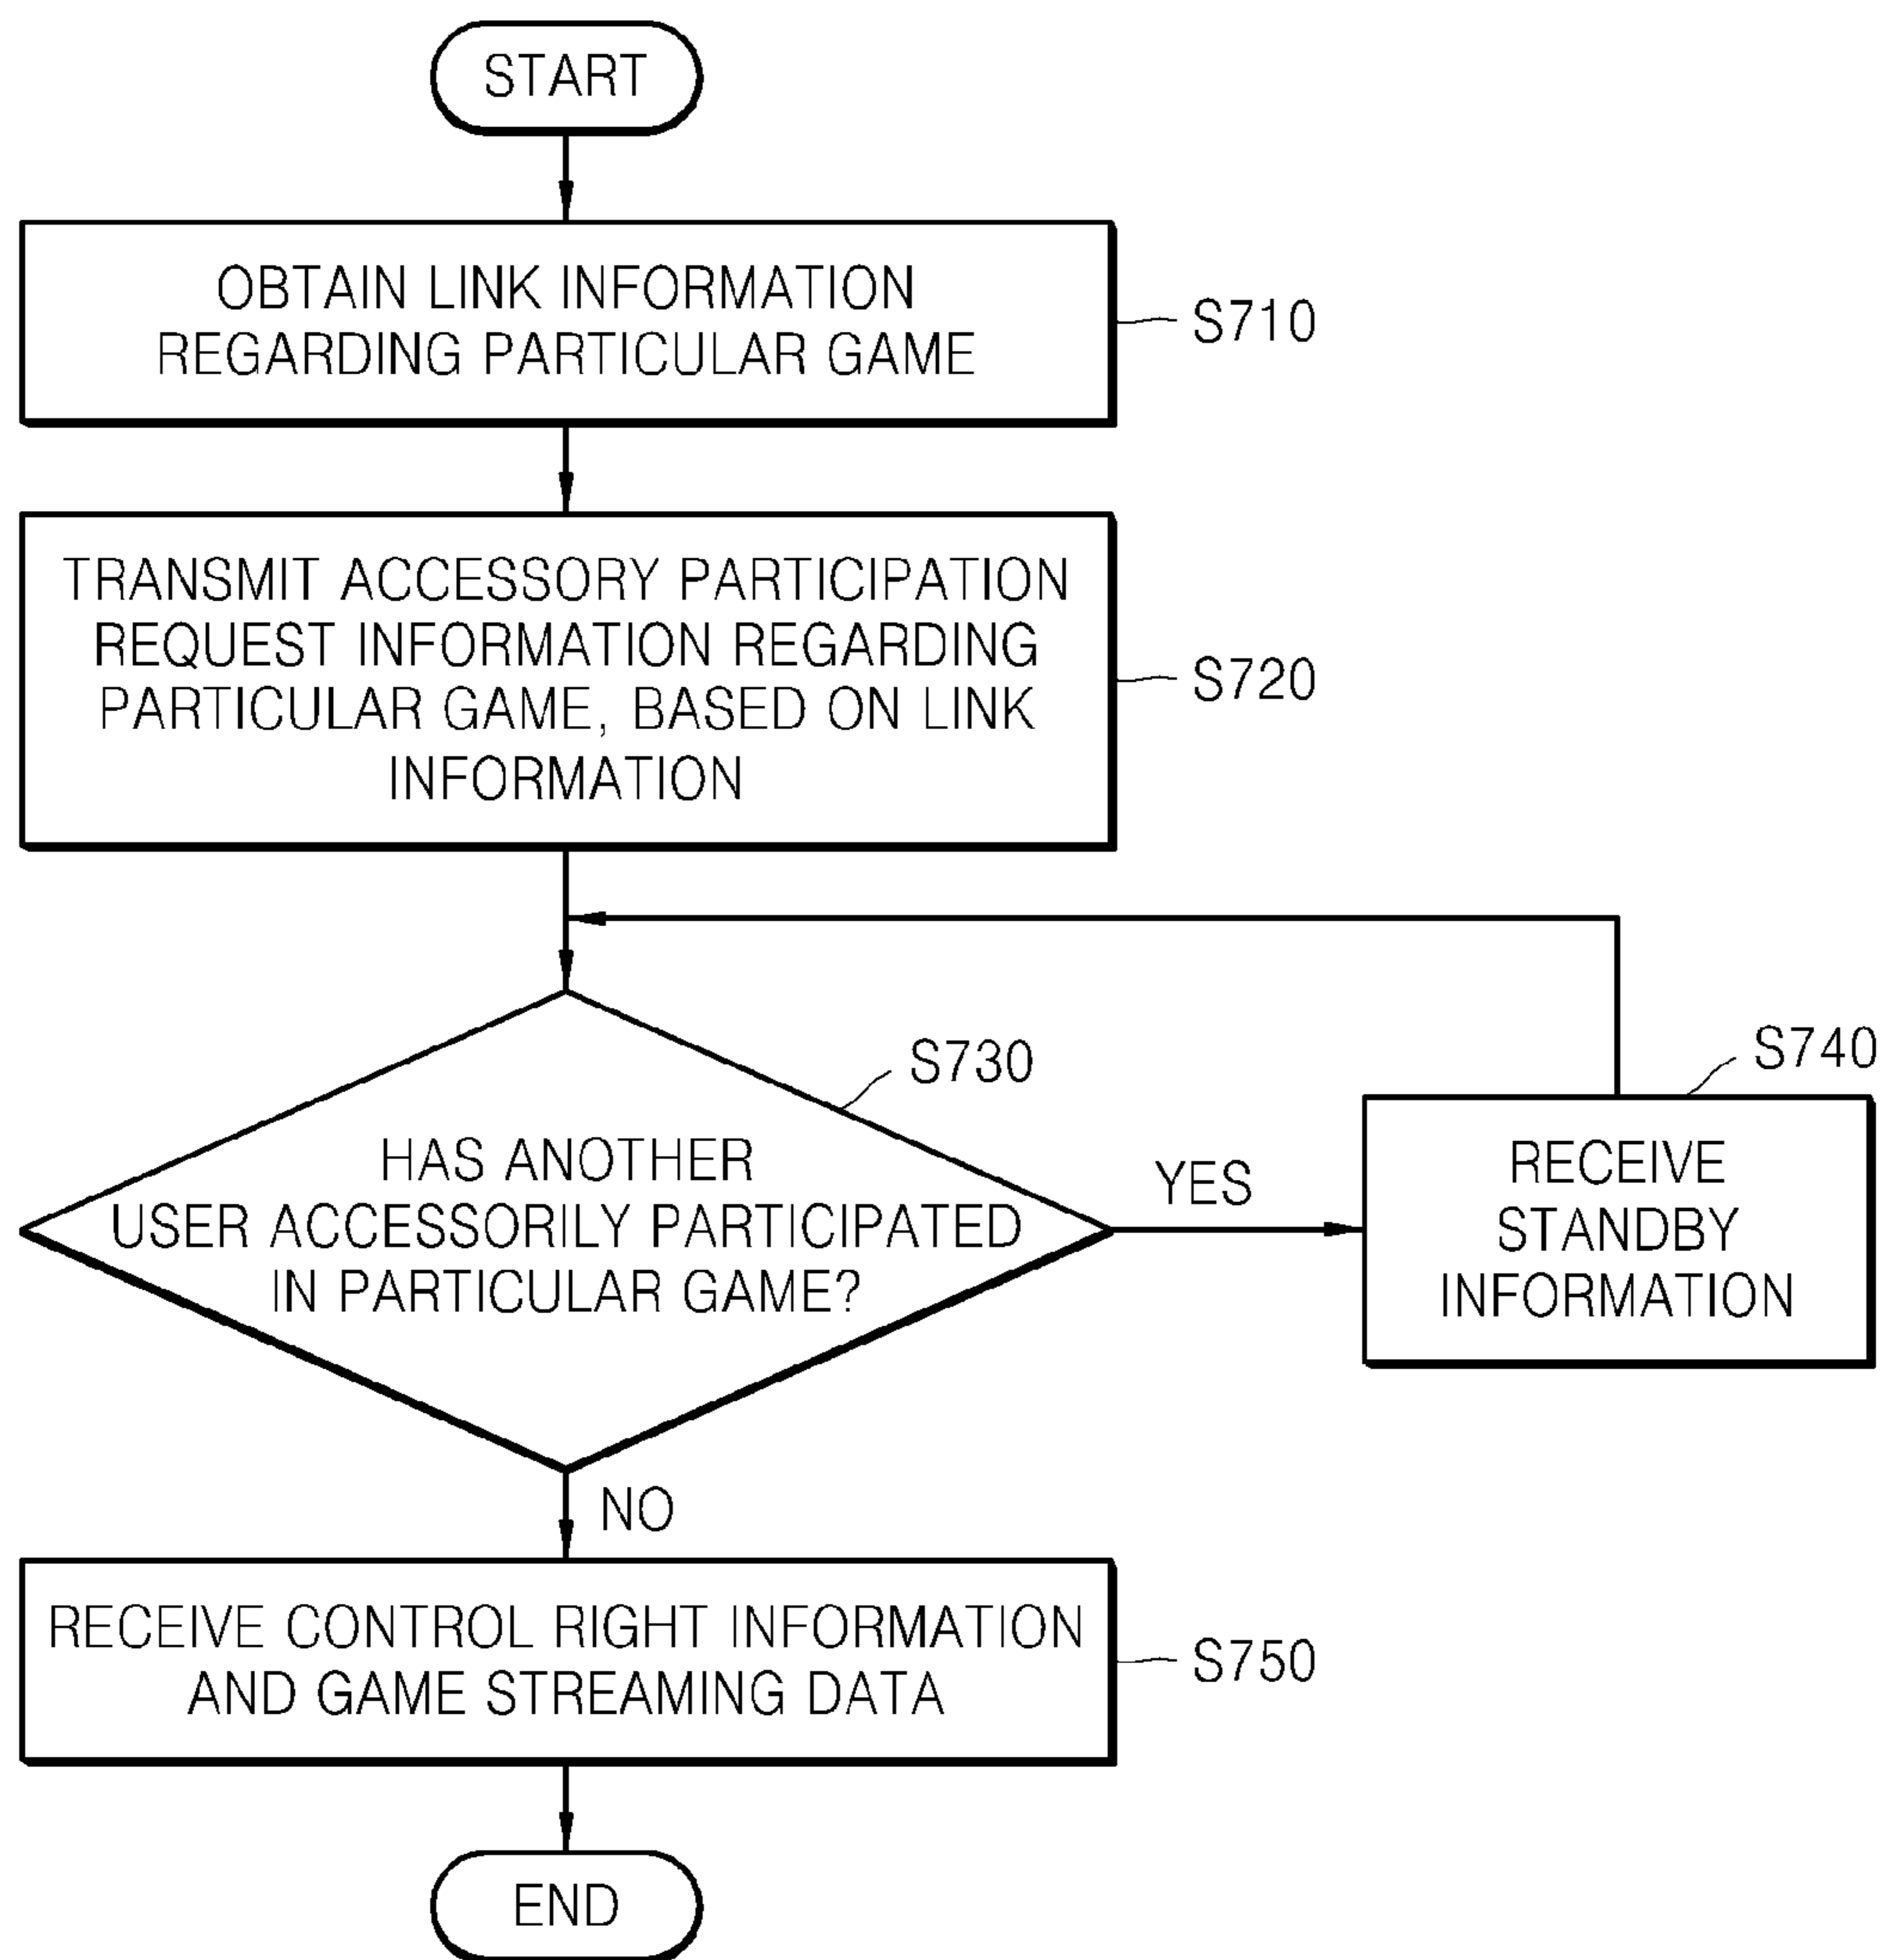 START
OBTAIN LINK INFORMATION
REGARDING PARTICULAR GAME
S710
TRANSMIT ACCESSORY PARTICIPATION
REQUEST INFORMATION REGARDING
PARTICULAR GAME, BASED ON LINK
INFORMATION
S720
HAS ANOTHER
USER ACCESSORILY PARTICIPATED
IN PARTICULAR GAME?
S730
YES
RECEIVE
STANDBY
INFORMATION
S740
NO
RECEIVE CONTROL RIGHT INFORMATION
AND GAME STREAMING DATA
S750
END